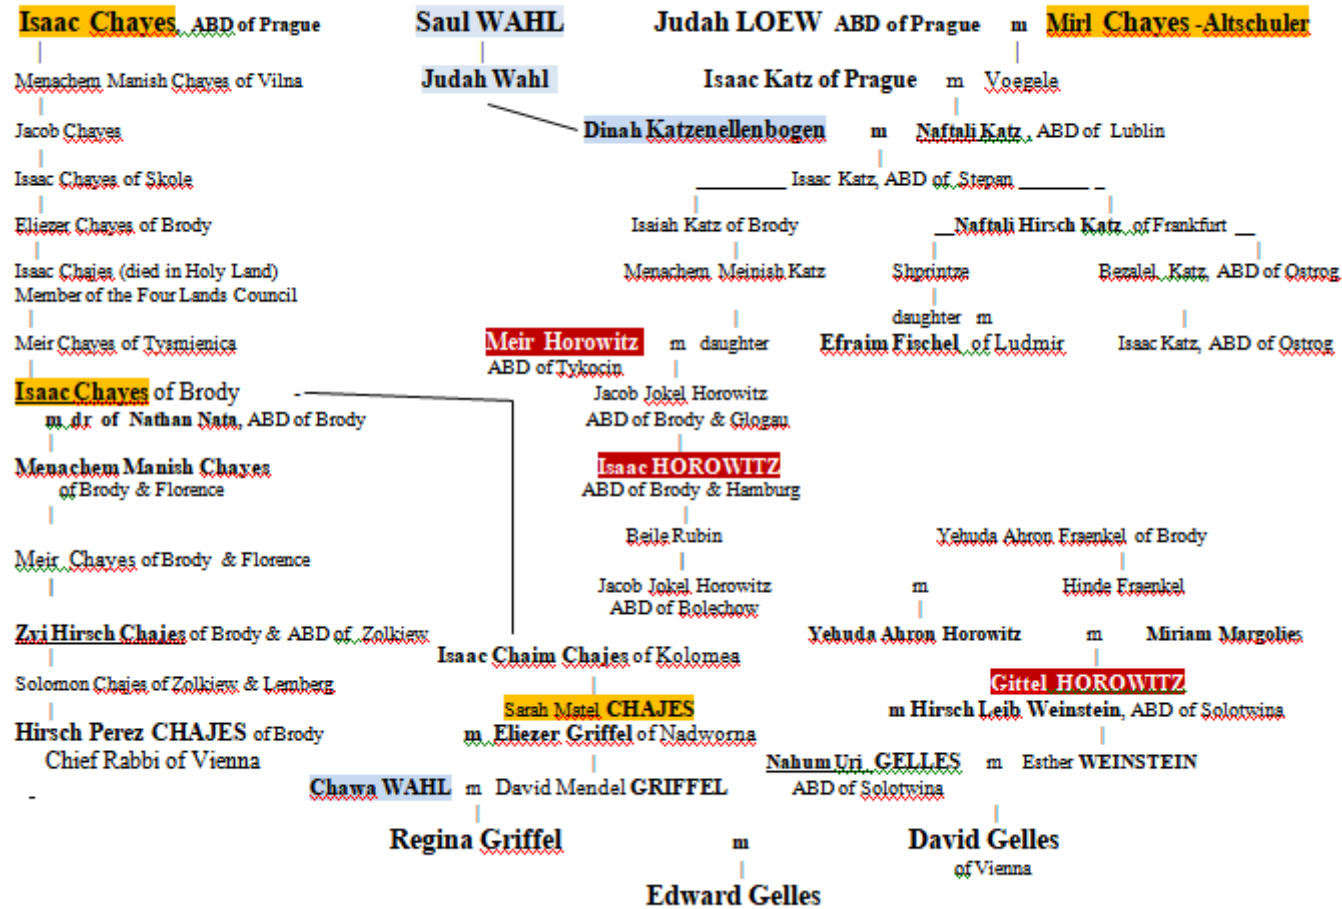 Isaac Chayes, ABD of Prague Saul WAHL Judah LOEW ABD of Prague m Mirl Chayes -Altschuler
Menachem Manish Chayes of Vilna Judah Wahl Isaac Katz of Prague m Voegele
Jacob Chayes Dinah Katzenellenbogen m Naftali Katz, ABD of Lublin
Isaac Chayes of Skole Isaac Katz, ABD of Stepan
Eliezer Chayes of Brody Isaiah Katz of Brody Naftali Hirsch Katz of Frankfurt
Isaac Chajes (died in Holy Land) Menachem Meinish Katz Shprintze Bezalel Katz, ABD of Ostrog
Member of the Four Lands Council
daughter m
Meir Chayes of Tysmienica Meir Horowitz m daughter Efraim Fischel of Ludmir Isaac Katz, ABD of Ostrog
ABD of Tykocin
Isaac Chayes of Brody - Jacob Jokel Horowitz
m dr of Nathan Nata, ABD of Brody ABD of Brody & Glogau
Menachem Manish Chayes Isaac HOROWITZ
of Brody & Florence ABD of Brody & Hamburg
Beile Rubin Yehuda Ahron Fraenkel of Brody
Meir Chayes of Brody & Florence
Jacob Jokel Horowitz m Hinde Fraenkel
ABD of Bolechow
Zvi Hirsch Chajes of Brody & ABD of Zolkiew Yehuda Ahron Horowitz m Miriam Margolies
Isaac Chaim Chajes of Kolomea
Solomon Chajes of Zolkiew & Lemberg Gittel HOROWITZ
Sarah Matel CHAJES m Hirsch Leib Weinstein, ABD of Solotwina
Hirsch Perez CHAJES of Brody m Eliezer Griffel of Nadworna
Chief Rabbi of Vienna Nahum Uri GELLES m Esther WEINSTEIN
- Chawa WAHL m David Mendel GRIFFEL ABD of Solotwina
Regina Griffel m David Gelles
of Vienna
Edward Gelles